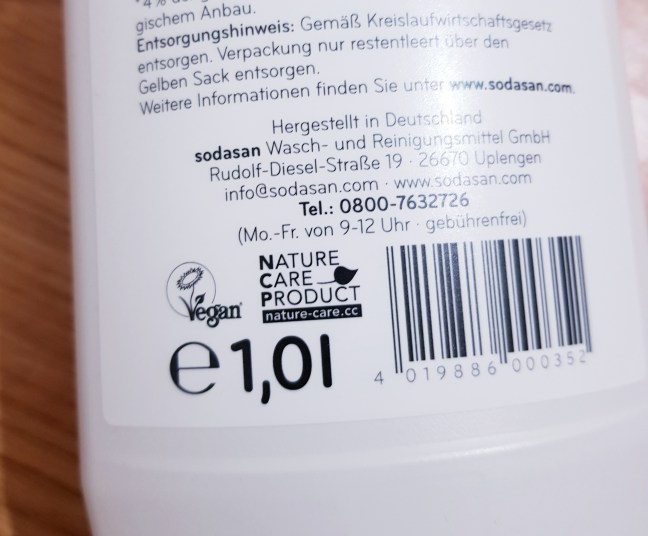 gischem Anbau.
Entsorgungshinweis: Gemäß Kreislaufwirtschaftsgesetz
entsorgen. Verpackung nur restentleert über den
Gelben Sack entsorgen.
Weitere Informationen finden Sie unter www.sodasan.com.
Hergestellt in Deutschland
sodasan Wasch- und Reinigungsmittel GmbH
Rudolf-Diesel-Straße 19 · 26670 Uplengen
info@sodasan.com · www.sodasan.com
Tel.: 0800-7632726
(Mo.-Fr. von 9-12 Uhr · gebührenfrei)
Vegan
NATURE
CARE
PRODUCT
nature-care.cc
e 1,0l
4 019886 000352